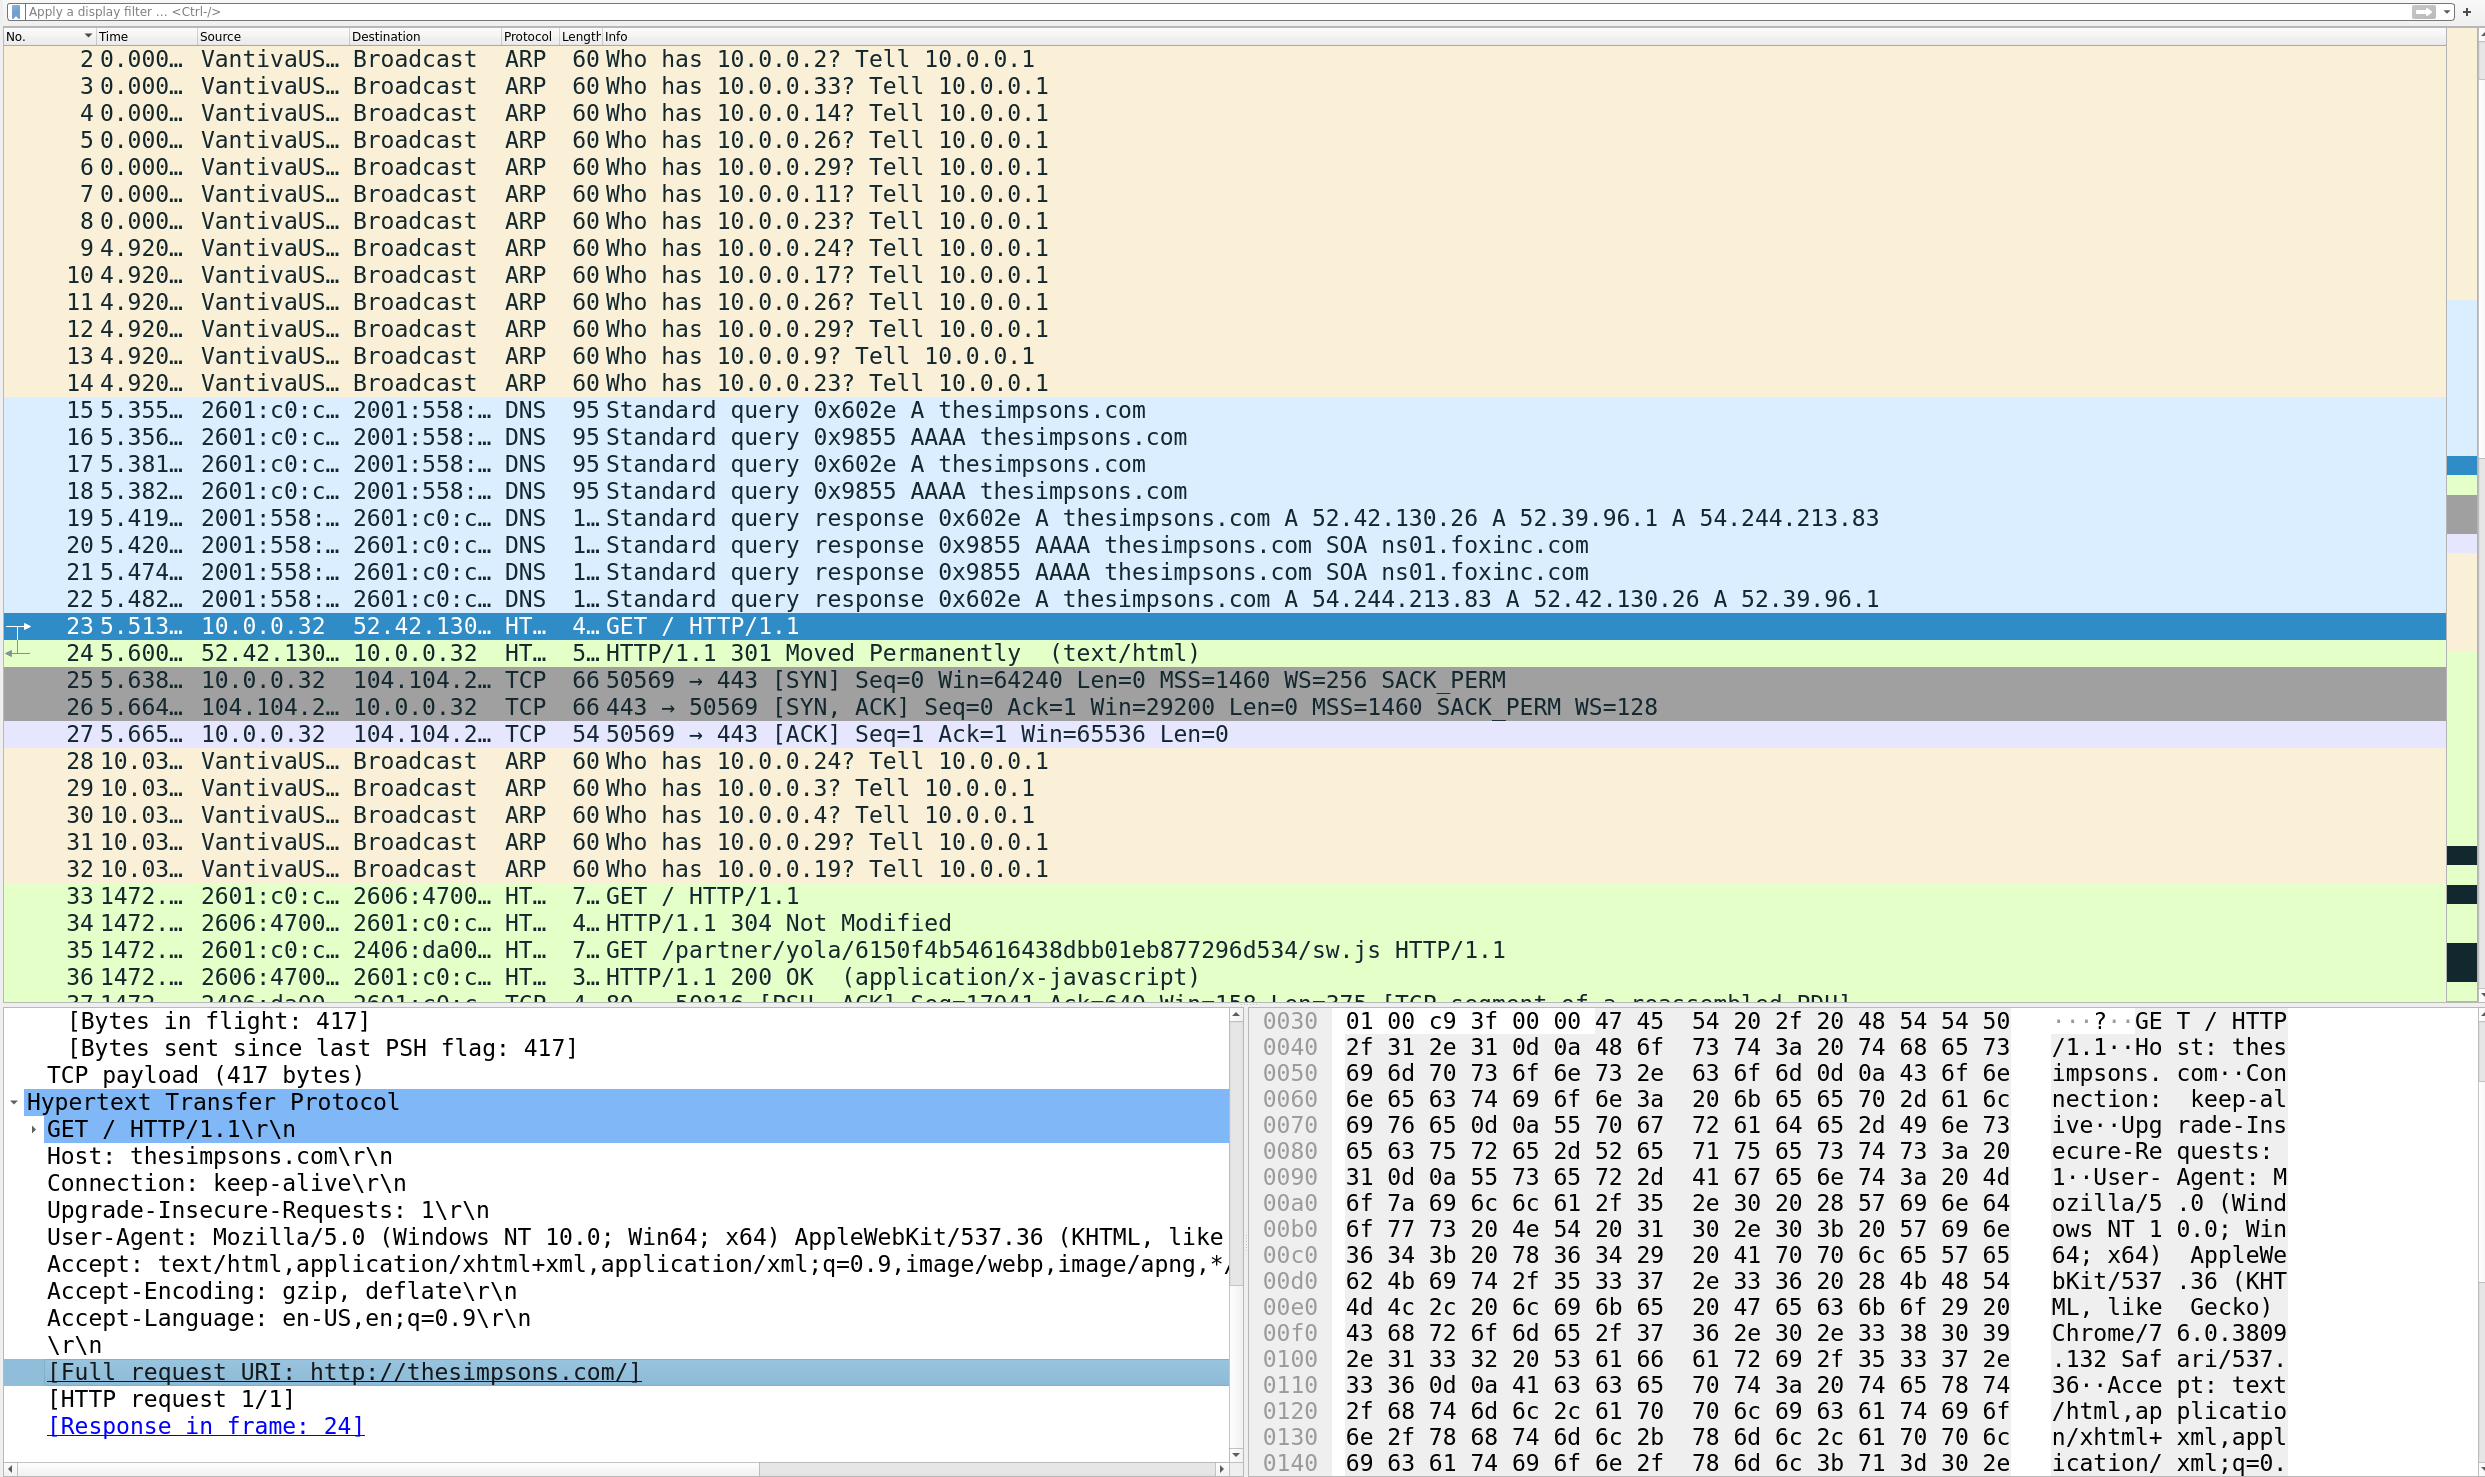 Apply a display filter … <Ctrl-/>
No. Time Source Destination Protocol Length Info
2 0.000… VantivaUS… Broadcast ARP 60 Who has 10.0.0.2? Tell 10.0.0.1
3 0.000… VantivaUS… Broadcast ARP 60 Who has 10.0.0.33? Tell 10.0.0.1
4 0.000… VantivaUS… Broadcast ARP 60 Who has 10.0.0.14? Tell 10.0.0.1
5 0.000… VantivaUS… Broadcast ARP 60 Who has 10.0.0.26? Tell 10.0.0.1
6 0.000… VantivaUS… Broadcast ARP 60 Who has 10.0.0.29? Tell 10.0.0.1
7 0.000… VantivaUS… Broadcast ARP 60 Who has 10.0.0.11? Tell 10.0.0.1
8 0.000… VantivaUS… Broadcast ARP 60 Who has 10.0.0.23? Tell 10.0.0.1
9 4.920… VantivaUS… Broadcast ARP 60 Who has 10.0.0.24? Tell 10.0.0.1
10 4.920… VantivaUS… Broadcast ARP 60 Who has 10.0.0.17? Tell 10.0.0.1
11 4.920… VantivaUS… Broadcast ARP 60 Who has 10.0.0.26? Tell 10.0.0.1
12 4.920… VantivaUS… Broadcast ARP 60 Who has 10.0.0.29? Tell 10.0.0.1
13 4.920… VantivaUS… Broadcast ARP 60 Who has 10.0.0.9? Tell 10.0.0.1
14 4.920… VantivaUS… Broadcast ARP 60 Who has 10.0.0.23? Tell 10.0.0.1
15 5.355… 2601:c0:c… 2001:558:… DNS 95 Standard query 0x602e A thesimpsons.com
16 5.356… 2601:c0:c… 2001:558:… DNS 95 Standard query 0x9855 AAAA thesimpsons.com
17 5.381… 2601:c0:c… 2001:558:… DNS 95 Standard query 0x602e A thesimpsons.com
18 5.382… 2601:c0:c… 2001:558:… DNS 95 Standard query 0x9855 AAAA thesimpsons.com
19 5.419… 2001:558:… 2601:c0:c… DNS 1… Standard query response 0x602e A thesimpsons.com A 52.42.130.26 A 52.39.96.1 A 54.244.213.83
20 5.420… 2001:558:… 2601:c0:c… DNS 1… Standard query response 0x9855 AAAA thesimpsons.com SOA ns01.foxinc.com
21 5.474… 2001:558:… 2601:c0:c… DNS 1… Standard query response 0x9855 AAAA thesimpsons.com SOA ns01.foxinc.com
22 5.482… 2001:558:… 2601:c0:c… DNS 1… Standard query response 0x602e A thesimpsons.com A 54.244.213.83 A 52.42.130.26 A 52.39.96.1
23 5.513… 10.0.0.32 52.42.130… HT… 4… GET / HTTP/1.1
24 5.600… 52.42.130… 10.0.0.32 HT… 5… HTTP/1.1 301 Moved Permanently (text/html)
25 5.638… 10.0.0.32 104.104.2… TCP 66 50569 → 443 [SYN] Seq=0 Win=64240 Len=0 MSS=1460 WS=256 SACK_PERM
26 5.664… 104.104.2… 10.0.0.32 TCP 66 443 → 50569 [SYN, ACK] Seq=0 Ack=1 Win=29200 Len=0 MSS=1460 SACK_PERM WS=128
27 5.665… 10.0.0.32 104.104.2… TCP 54 50569 → 443 [ACK] Seq=1 Ack=1 Win=65536 Len=0
28 10.03… VantivaUS… Broadcast ARP 60 Who has 10.0.0.24? Tell 10.0.0.1
29 10.03… VantivaUS… Broadcast ARP 60 Who has 10.0.0.3? Tell 10.0.0.1
30 10.03… VantivaUS… Broadcast ARP 60 Who has 10.0.0.4? Tell 10.0.0.1
31 10.03… VantivaUS… Broadcast ARP 60 Who has 10.0.0.29? Tell 10.0.0.1
32 10.03… VantivaUS… Broadcast ARP 60 Who has 10.0.0.19? Tell 10.0.0.1
33 1472.… 2601:c0:c… 2606:4700… HT… 7… GET / HTTP/1.1
34 1472.… 2606:4700… 2601:c0:c… HT… 4… HTTP/1.1 304 Not Modified
35 1472.… 2601:c0:c… 2406:da00… HT… 7… GET /partner/yola/6150f4b54616438dbb01eb877296d534/sw.js HTTP/1.1
36 1472.… 2606:4700… 2601:c0:c… HT… 3… HTTP/1.1 200 OK (application/x-javascript)
[Bytes in flight: 417]
[Bytes sent since last PSH flag: 417]
TCP payload (417 bytes)
Hypertext Transfer Protocol
GET / HTTP/1.1\r\n
Host: thesimpsons.com\r\n
Connection: keep-alive\r\n
Upgrade-Insecure-Requests: 1\r\n
User-Agent: Mozilla/5.0 (Windows NT 10.0; Win64; x64) AppleWebKit/537.36 (KHTML, like
Accept: text/html,application/xhtml+xml,application/xml;q=0.9,image/webp,image/apng,*/
Accept-Encoding: gzip, deflate\r\n
Accept-Language: en-US,en;q=0.9\r\n
\r\n
[Full request URI: http://thesimpsons.com/]
[HTTP request 1/1]
[Response in frame: 24]
0030 01 00 c9 3f 00 00 47 45 54 20 2f 20 48 54 54 50 ···?··GE T / HTTP
0040 2f 31 2e 31 0d 0a 48 6f 73 74 3a 20 74 68 65 73 /1.1··Ho st: thes
0050 69 6d 70 73 6f 6e 73 2e 63 6f 6d 0d 0a 43 6f 6e impsons. com··Con
0060 6e 65 63 74 69 6f 6e 3a 20 6b 65 65 70 2d 61 6c nection: keep-al
0070 69 76 65 0d 0a 55 70 67 72 61 64 65 2d 49 6e 73 ive··Upg rade-Ins
0080 65 63 75 72 65 2d 52 65 71 75 65 73 74 73 3a 20 ecure-Re quests:
0090 31 0d 0a 55 73 65 72 2d 41 67 65 6e 74 3a 20 4d 1··User- Agent: M
00a0 6f 7a 69 6c 6c 61 2f 35 2e 30 20 28 57 69 6e 64 ozilla/5 .0 (Wind
00b0 6f 77 73 20 4e 54 20 31 30 2e 30 3b 20 57 69 6e ows NT 1 0.0; Win
00c0 36 34 3b 20 78 36 34 29 20 41 70 70 6c 65 57 65 64; x64) AppleWe
00d0 62 4b 69 74 2f 35 33 37 2e 33 36 20 28 4b 48 54 bKit/537 .36 (KHT
00e0 4d 4c 2c 20 6c 69 6b 65 20 47 65 63 6b 6f 29 20 ML, like Gecko)
00f0 43 68 72 6f 6d 65 2f 37 36 2e 30 2e 33 38 30 39 Chrome/7 6.0.3809
0100 2e 31 33 32 20 53 61 66 61 72 69 2f 35 33 37 2e .132 Saf ari/537.
0110 33 36 0d 0a 41 63 63 65 70 74 3a 20 74 65 78 74 36··Acce pt: text
0120 2f 68 74 6d 6c 2c 61 70 70 6c 69 63 61 74 69 6f /html,ap plicatio
0130 6e 2f 78 68 74 6d 6c 2b 78 6d 6c 2c 61 70 70 6c n/xhtml+ xml,appl
0140 69 63 61 74 69 6f 6e 2f 78 6d 6c 3b 71 3d 30 2e ication/ xml;q=0.